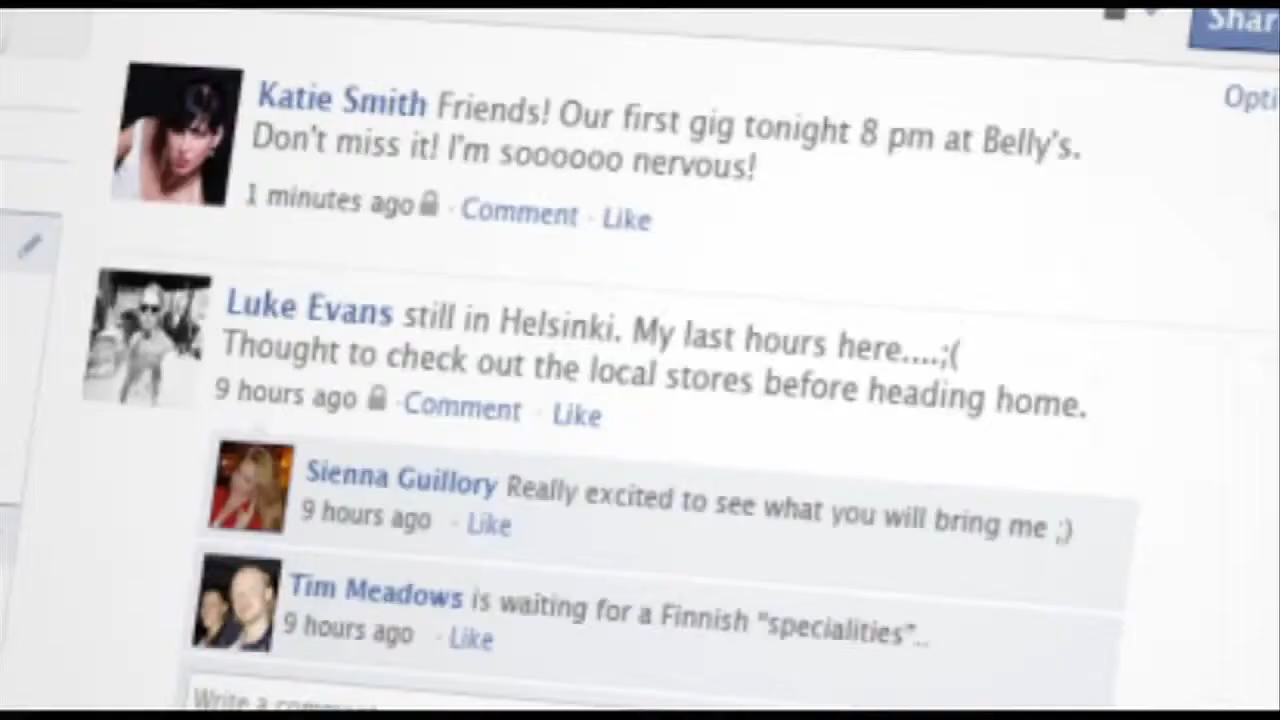 Shar
Opti
Katie Smith Friends! Our first gig tonight 8 pm at Belly's.
Don't miss it! I'm soooooo nervous!
1 minutes ago · Comment · Like
Luke Evans still in Helsinki. My last hours here....;(
Thought to check out the local stores before heading home.
9 hours ago · Comment · Like
Sienna Guillory Really excited to see what you will bring me ;)
9 hours ago · Like
Tim Meadows is waiting for a Finnish "specialities"..
9 hours ago · Like
Write a comment